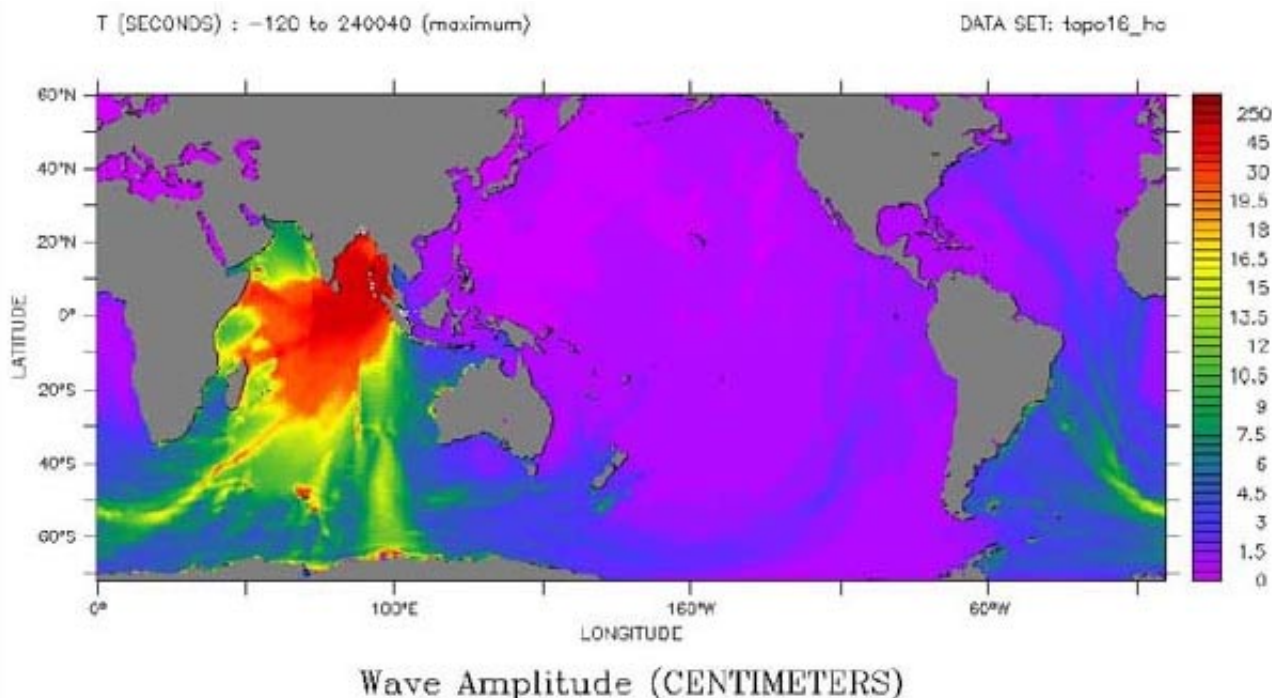 T (SECONDS) : -120 to 240040 (maximum)
DATA SET: topo16_hc
60°N
40°N
20°N
0°
20°S
40°S
60°S
LATITUDE
0°
100°E
160°W
60°W
LONGITUDE
250
45
30
19.5
18
16.5
15
13.5
12
10.5
9
7.5
6
4.5
3
1.5
0
Wave Amplitude (CENTIMETERS)